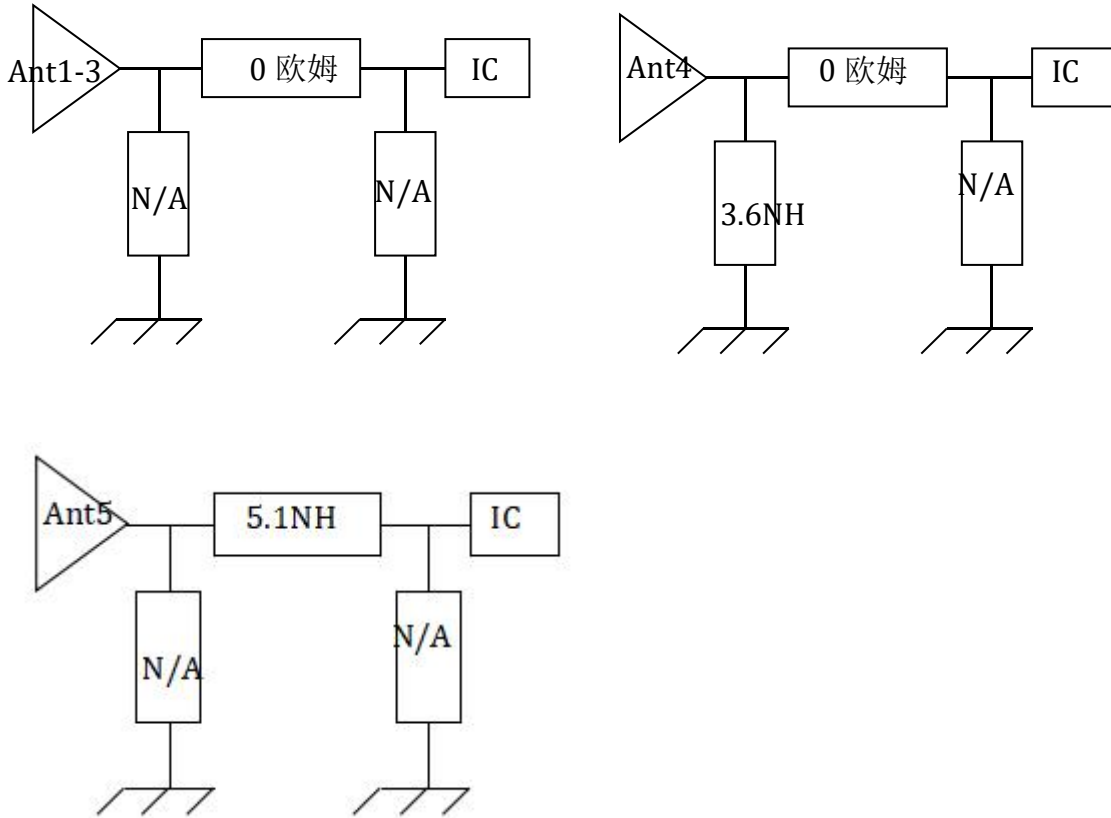 Ant1-3
0 欧姆
IC
N/A
N/A
Ant4
0 欧姆
IC
3.6NH
N/A
Ant5
5.1NH
IC
N/A
N/A